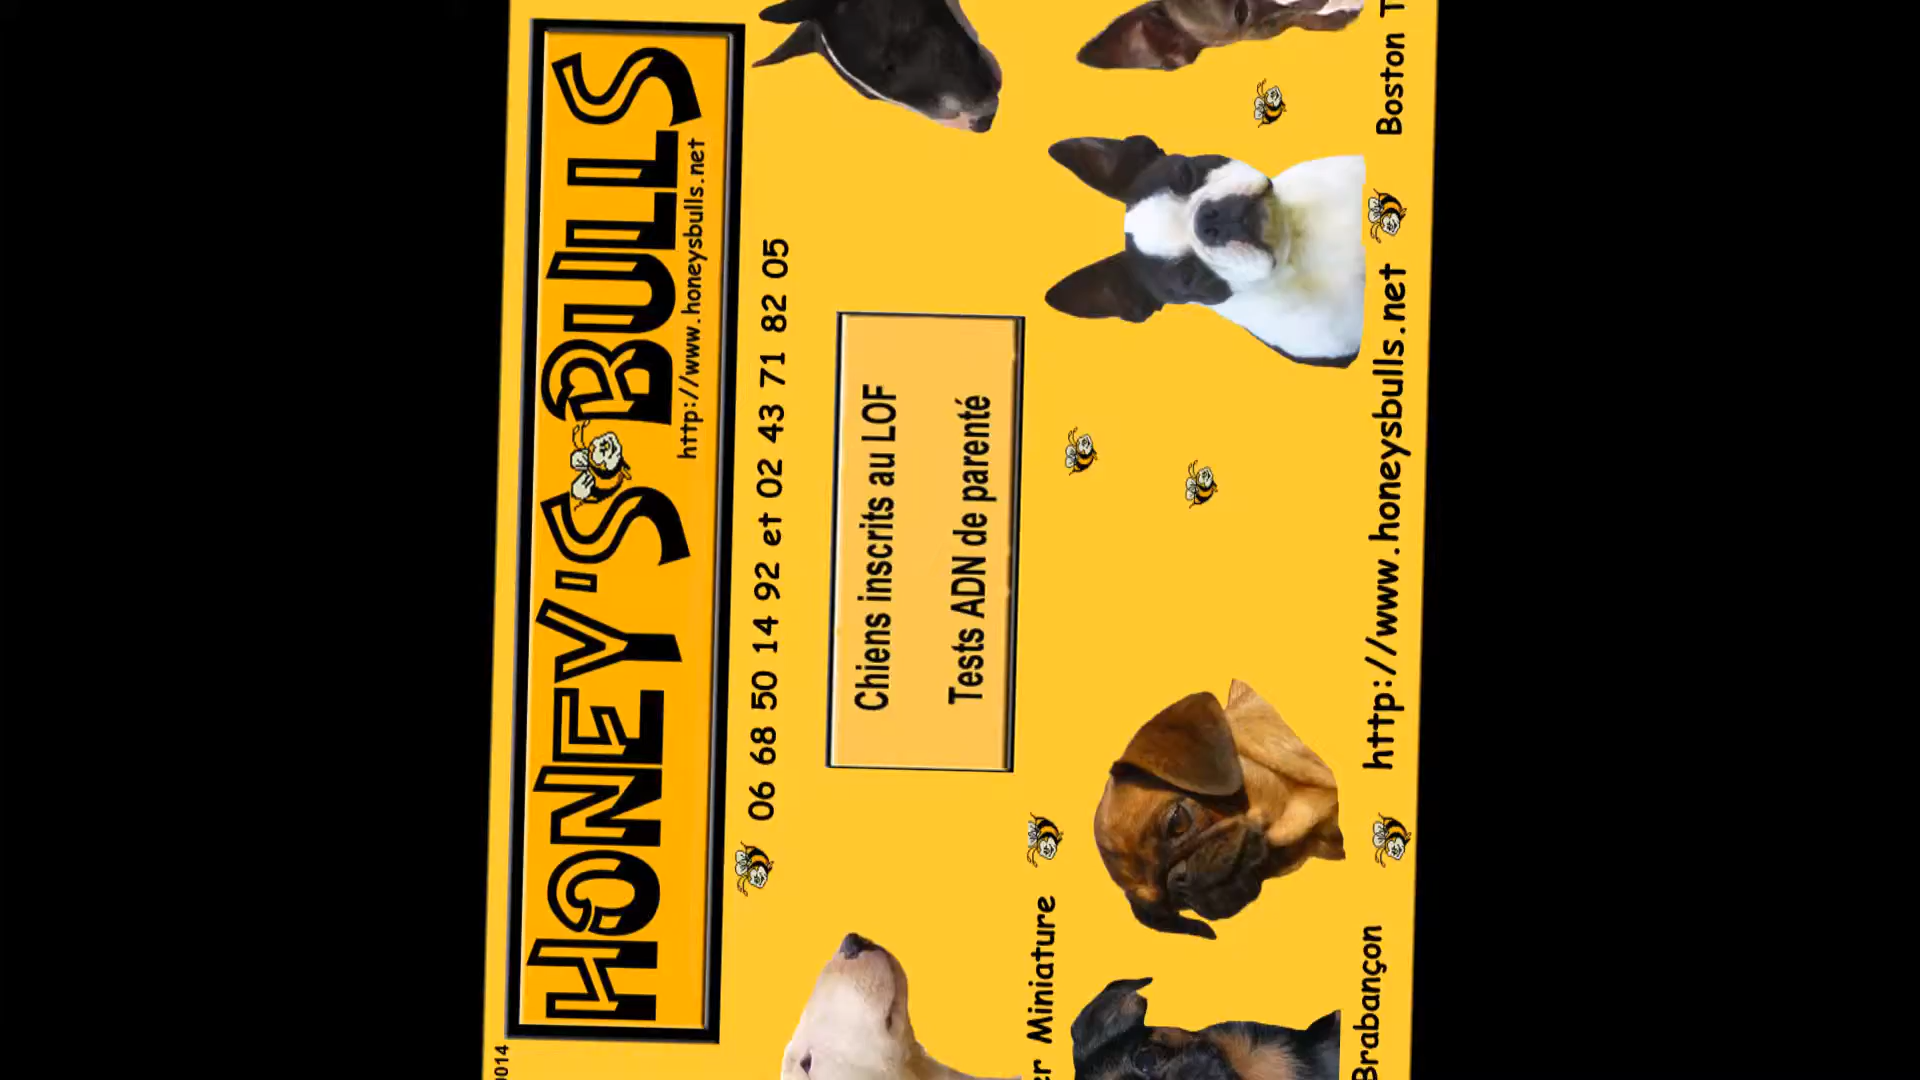 HONEY'S BULLS
http://www.honeysbulls.net
06 68 50 14 92 et 02 43 71 82 05
Chiens inscrits au LOF
Tests ADN de parenté
Miniature
Brabançon
http://www.honeysbulls.net
Boston